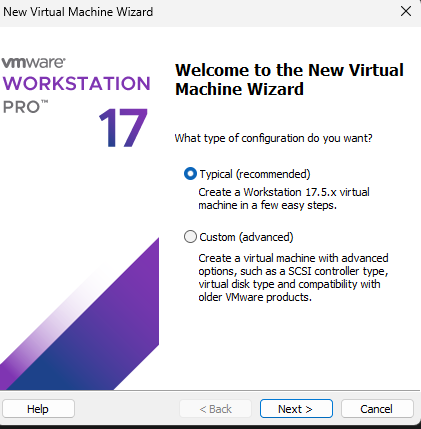 New Virtual Machine Wizard
vmware®
WORKSTATION
PRO™
17
Welcome to the New Virtual
Machine Wizard
What type of configuration do you want?
Typical (recommended)
Create a Workstation 17.5.x virtual
machine in a few easy steps.
Custom (advanced)
Create a virtual machine with advanced
options, such as a SCSI controller type,
virtual disk type and compatibility with
older VMware products.
Help
< Back
Next >
Cancel